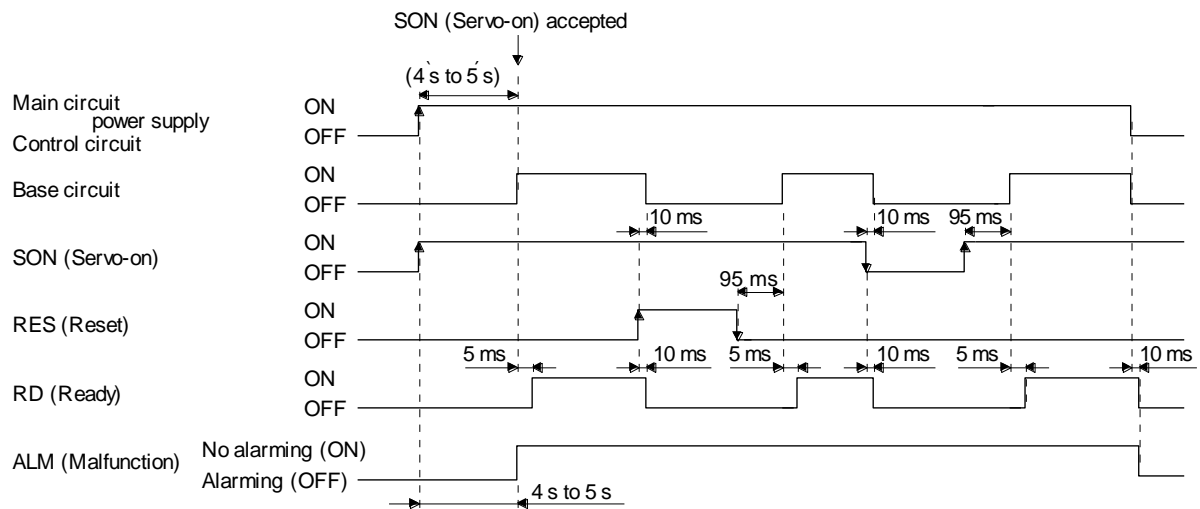 SON (Servo-on) accepted
(4 s to 5 s)
Main circuit
power supply
Control circuit
ON
OFF
Base circuit
ON
OFF
10 ms
10 ms
95 ms
SON (Servo-on)
ON
OFF
95 ms
RES (Reset)
ON
OFF
5 ms
10 ms
5 ms
10 ms
5 ms
10 ms
RD (Ready)
ON
OFF
ALM (Malfunction)
No alarming (ON)
Alarming (OFF)
4 s to 5 s